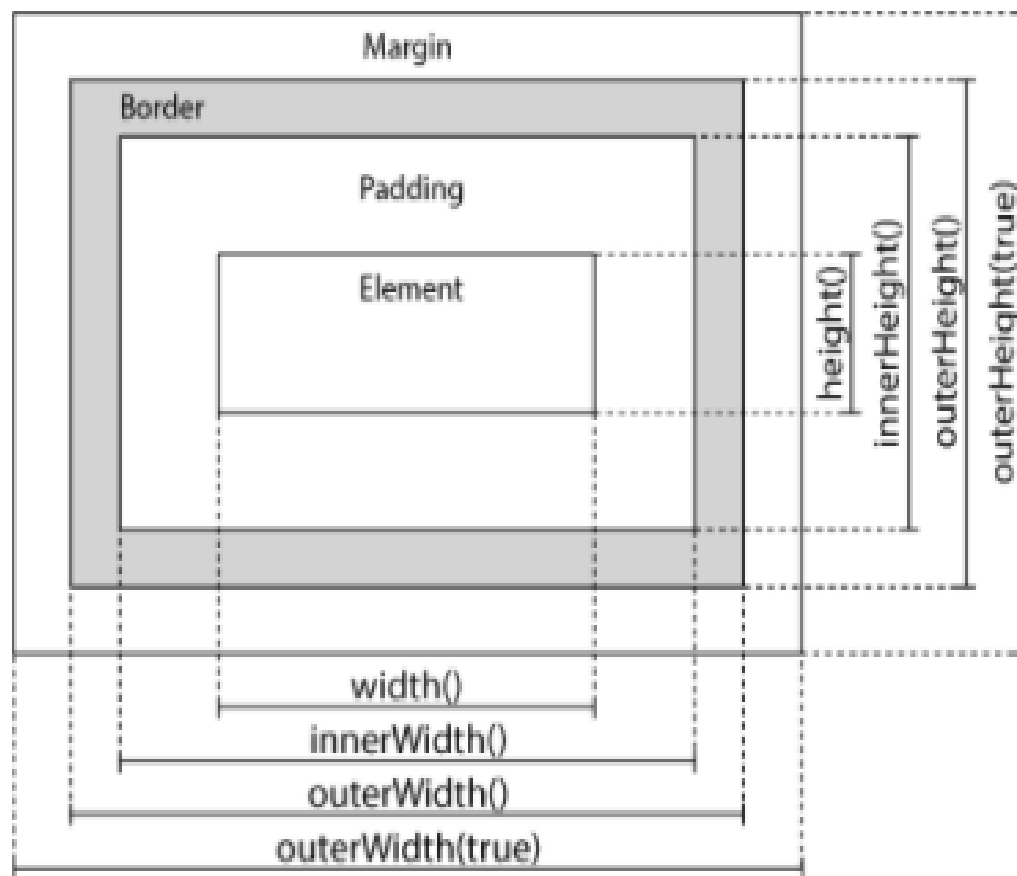 Margin
Border
Padding
Element
height()
innerHeight()
outerHeight()
outerHeight(true)
width()
innerWidth()
outerWidth()
outerWidth(true)